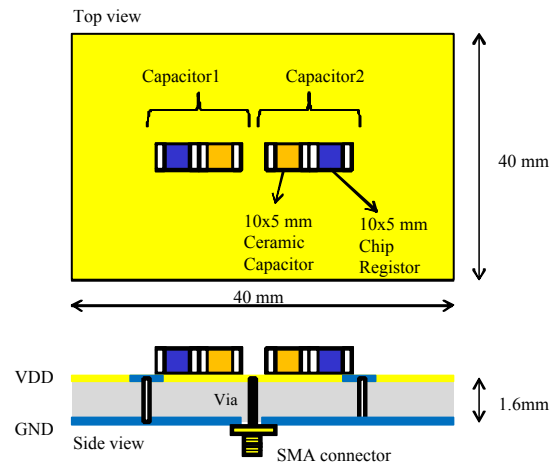 Top view
Capacitor1
Capacitor2
40 mm
10x5 mm
Ceramic
Capacitor
10x5 mm
Chip
Registor
40 mm
VDD
Via
1.6mm
GND
Side view
SMA connector